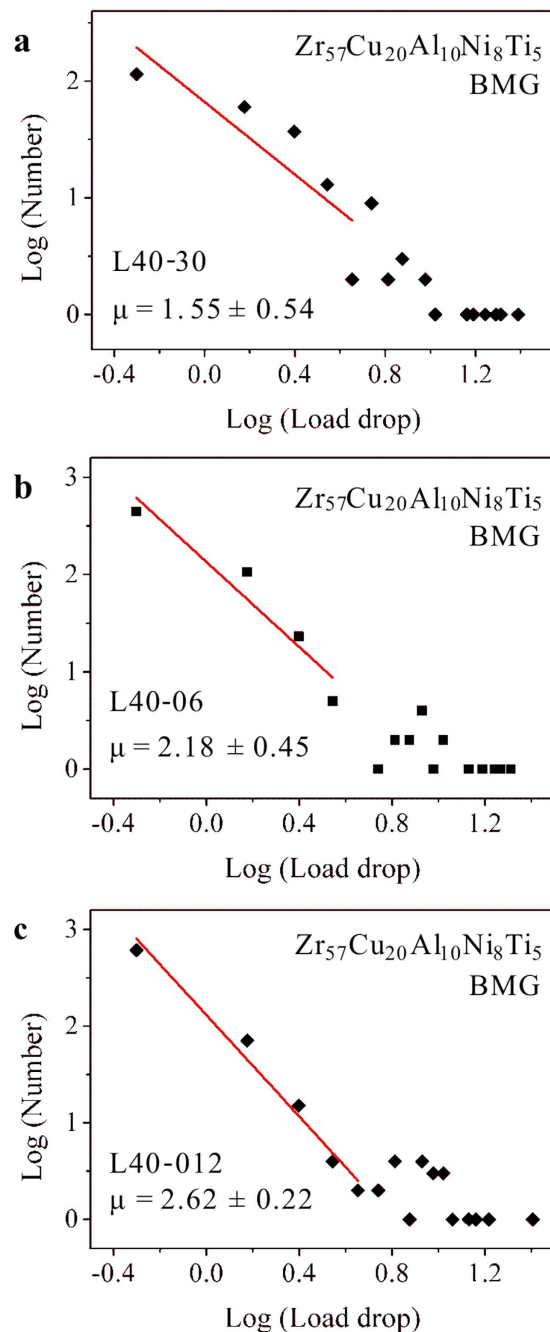 a
Zr₅₇Cu₂₀Al₁₀Ni₈Ti₅
BMG
Log (Number)
2
1
0
L40-30
μ = 1.55 ± 0.54
-0.4 0.0 0.4 0.8 1.2
Log (Load drop)
b
Zr₅₇Cu₂₀Al₁₀Ni₈Ti₅
BMG
Log (Number)
3
2
1
0
L40-06
μ = 2.18 ± 0.45
-0.4 0.0 0.4 0.8 1.2
Log (Load drop)
c
Zr₅₇Cu₂₀Al₁₀Ni₈Ti₅
BMG
Log (Number)
3
2
1
0
L40-012
μ = 2.62 ± 0.22
-0.4 0.0 0.4 0.8 1.2
Log (Load drop)